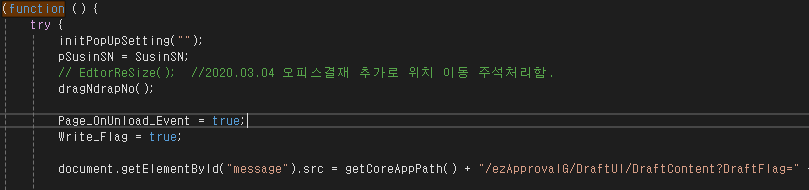 (function () {
try {
initPopUpSetting("");
pSusinSN = SusinSN;
// EdtorReSize(); //2020.03.04 오피스결재 추가로 위치 이동 주석처리함.
dragNdrapNo();
Page_OnUnload_Event = true;
Write_Flag = true;
document.getElementById("message").src = getCoreAppPath() + "/ezApprovalG/DraftUI/DraftContent?DraftFlag="